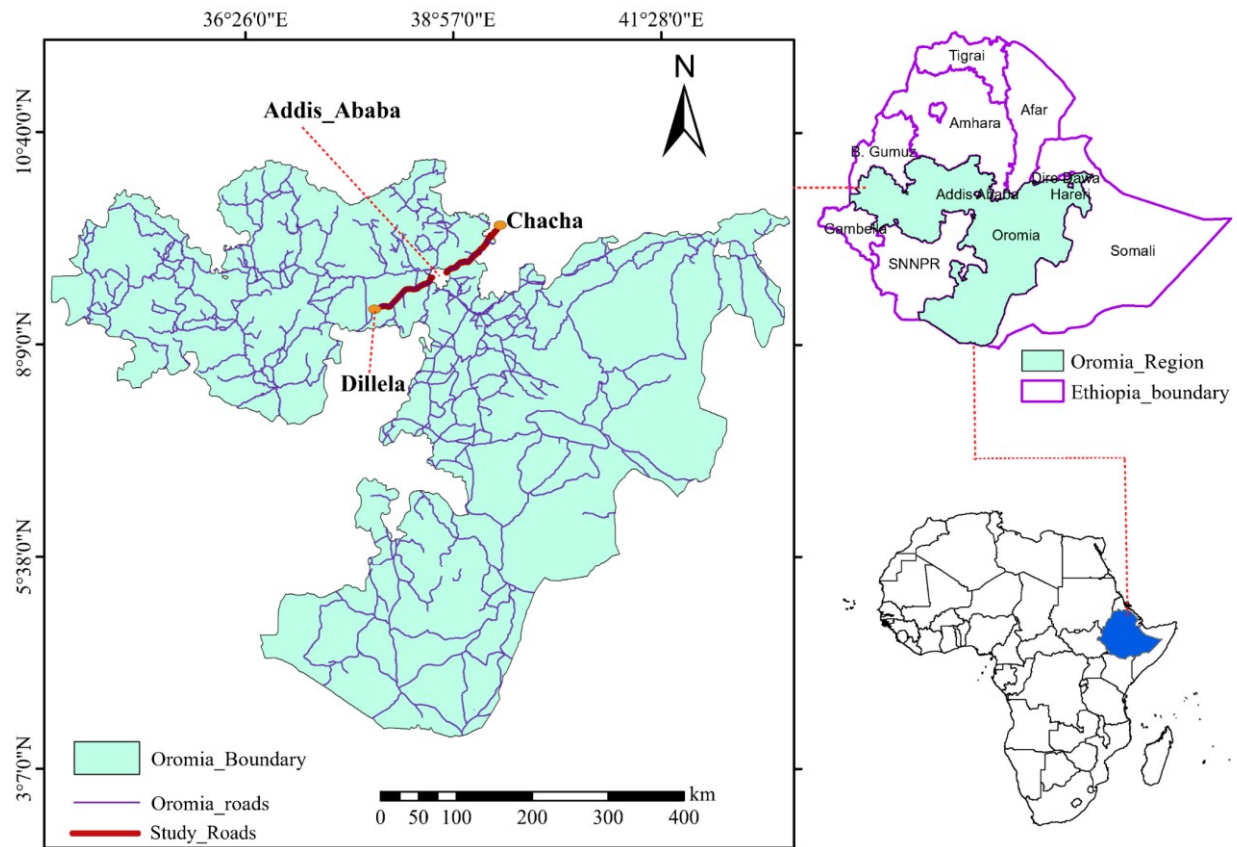 36°26'0"E 38°57'0"E 41°28'0"E
10°40'0"N
8°9'0"N
5°38'0"N
3°7'0"N
N
Addis_Ababa
Chacha
Dillela
Oromia_Boundary
Oromia_roads
Study_Roads
km
0 50 100 200 300 400
Tigrai
Afar
Amhara
B. Gumuz
Dire Dawa
Addis Ababa
Hareri
Gambella
Oromia
SNNPR
Somali
Oromia_Region
Ethiopia_boundary